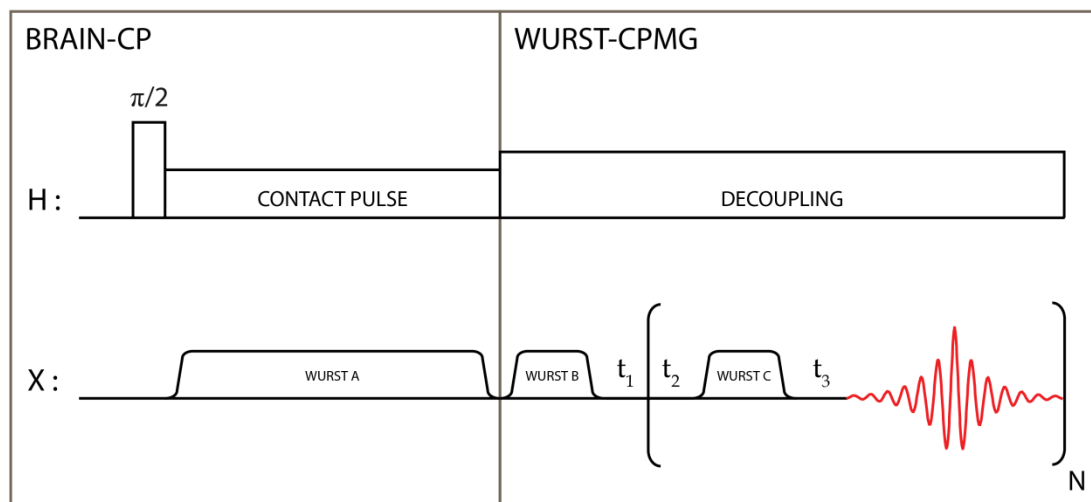 BRAIN-CP
WURST-CPMG
π/2
H :
CONTACT PULSE
DECOUPLING
X :
WURST A
WURST B
t₁
t₂
WURST C
t₃
N